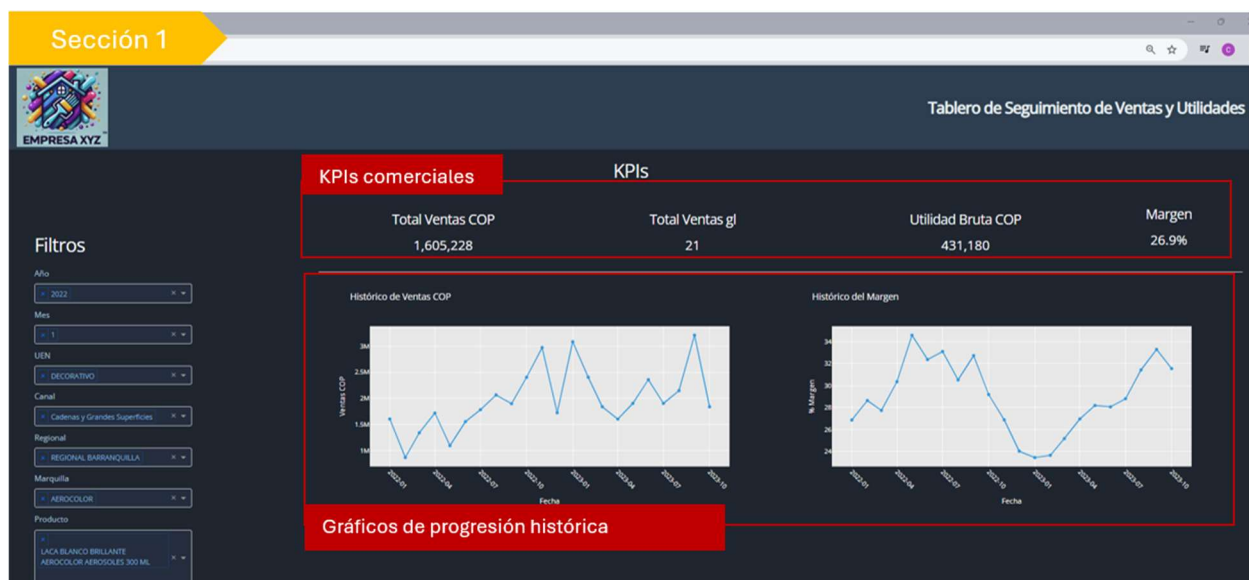 Sección 1
EMPRESA XYZ
Tablero de Seguimiento de Ventas y Utilidades
KPIs comerciales
KPIs
Total Ventas COP
1,605,228
Total Ventas gl
21
Utilidad Bruta COP
431,180
Margen
26.9%
Filtros
Año
× 2022
Mes
× 1
UEN
× DECORATIVO
Canal
× Cadenas y Grandes Superficies
Regional
× REGIONAL BARRANQUILLA
Marquilla
× AEROCOLOR
Producto
×
LACA BLANCO BRILLANTE
AEROCOLOR AEROSOLES 300 ML
Histórico de Ventas COP
Ventas COP
3M
2.5M
2M
1.5M
1M
2022-01
2022-04
2022-07
2022-10
2023-01
2023-04
2023-07
2023-10
Fecha
Histórico del Margen
% Margen
34
32
30
28
26
24
2022-01
2022-04
2022-07
2022-10
2023-01
2023-04
2023-07
2023-10
Fecha
Gráficos de progresión histórica